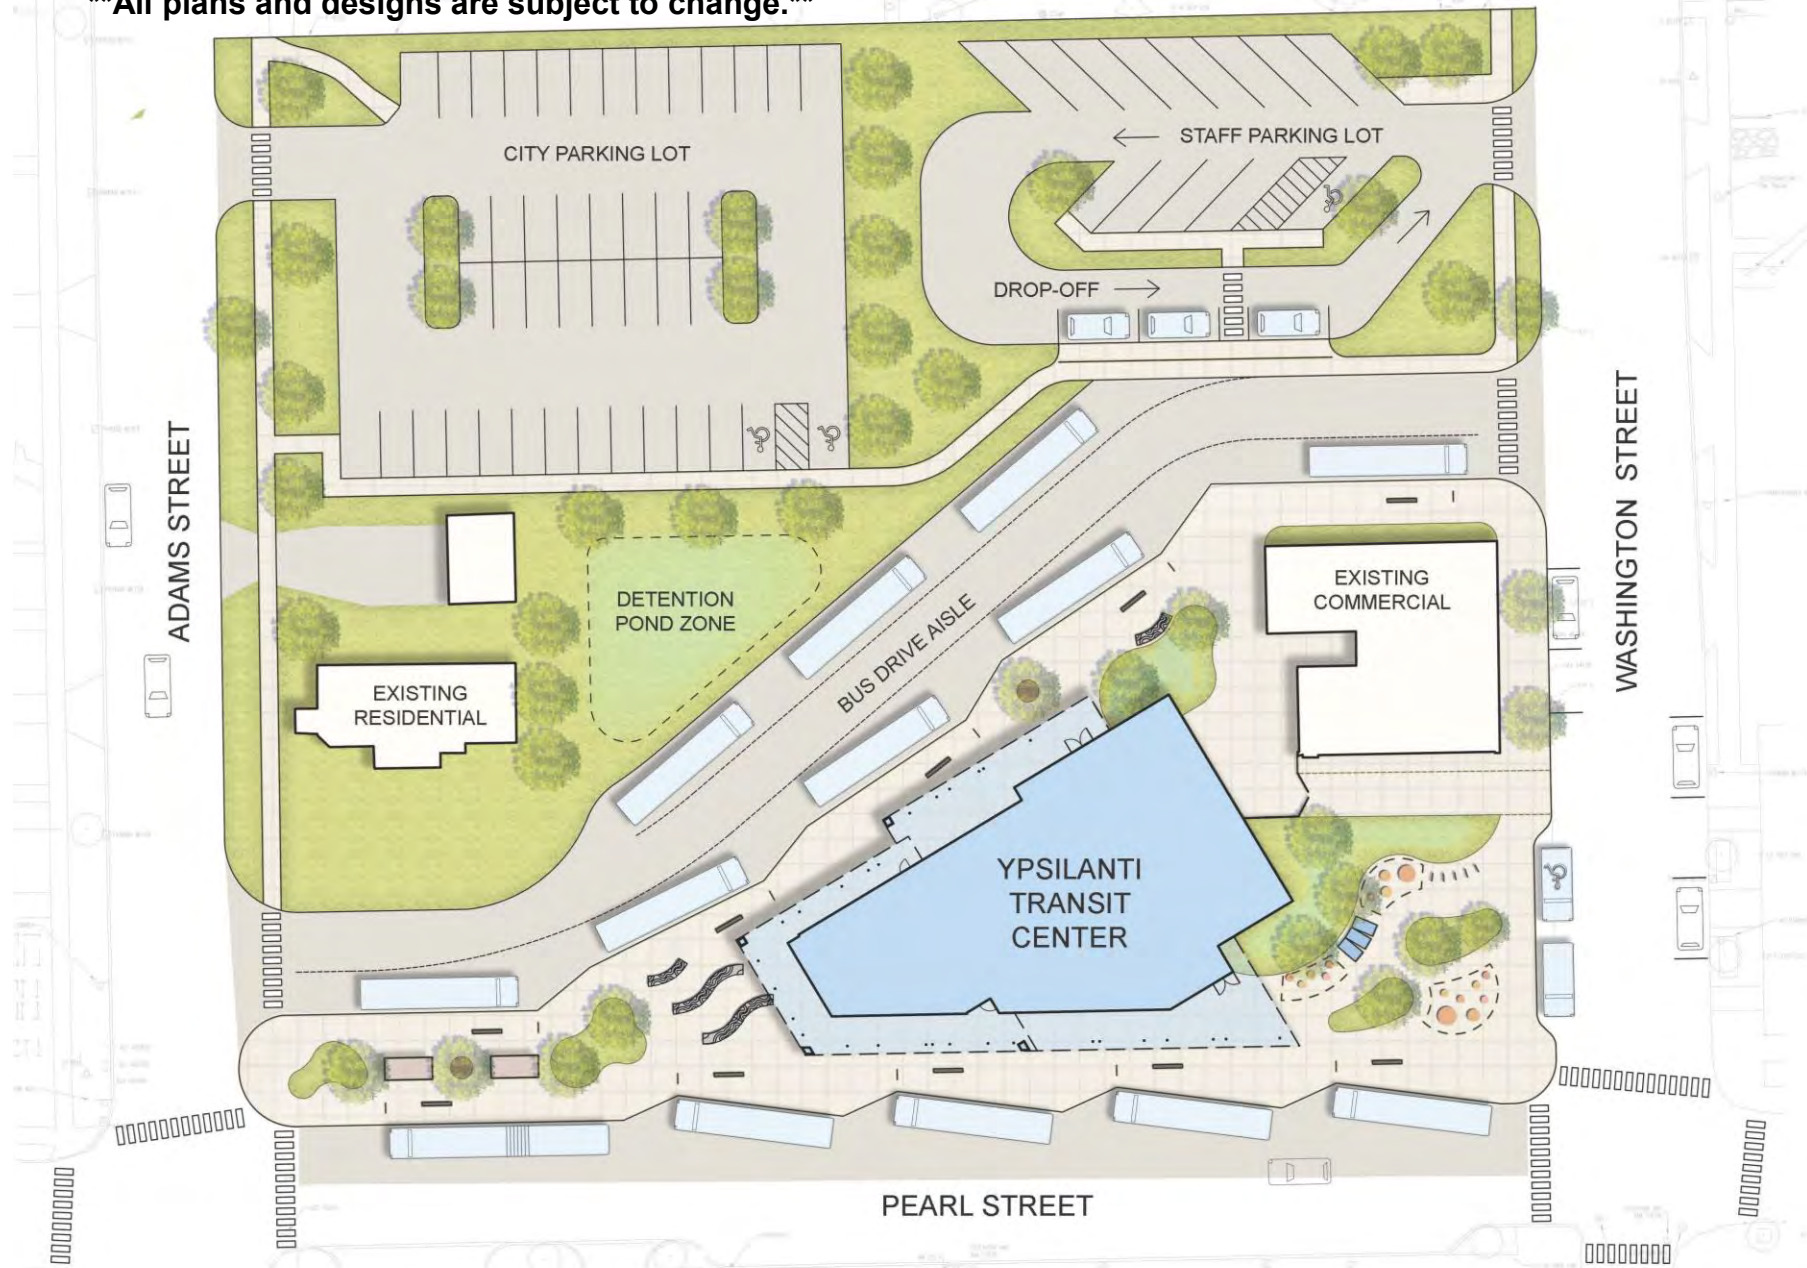 **All plans and designs are subject to change.**
CITY PARKING LOT
STAFF PARKING LOT
DROP-OFF
ADAMS STREET
WASHINGTON STREET
DETENTION
POND ZONE
BUS DRIVE AISLE
EXISTING
COMMERCIAL
EXISTING
RESIDENTIAL
YPSILANTI
TRANSIT
CENTER
PEARL STREET